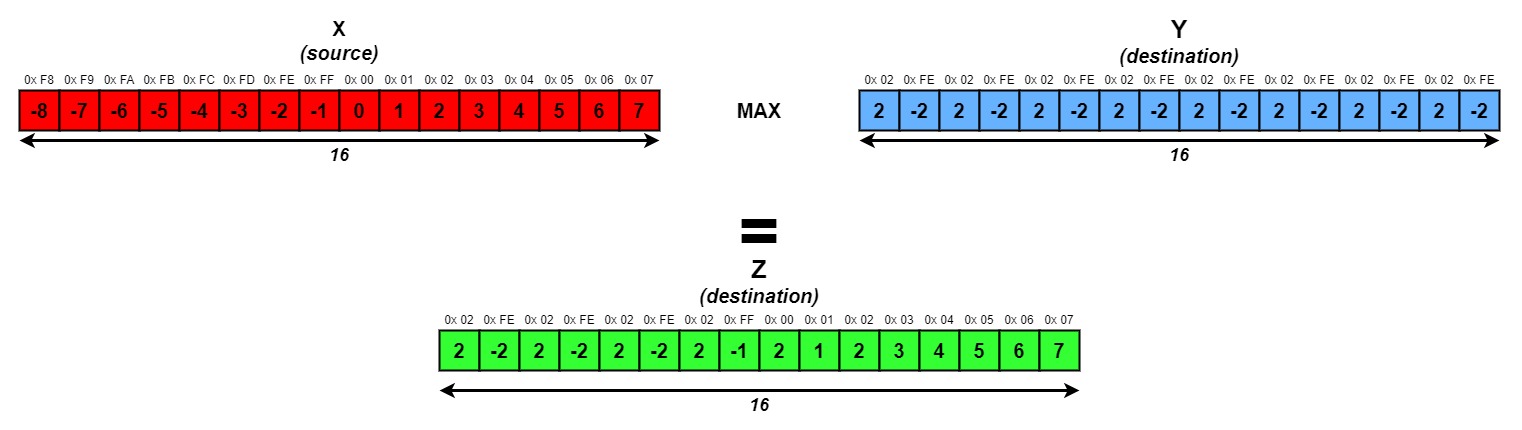 X
(source)
0x F8 0x F9 0x FA 0x FB 0x FC 0x FD 0x FE 0x FF 0x 00 0x 01 0x 02 0x 03 0x 04 0x 05 0x 06 0x 07
-8 -7 -6 -5 -4 -3 -2 -1 0 1 2 3 4 5 6 7
16
MAX
Y
(destination)
0x 02 0x FE 0x 02 0x FE 0x 02 0x FE 0x 02 0x FE 0x 02 0x FE 0x 02 0x FE 0x 02 0x FE 0x 02 0x FE
2 -2 2 -2 2 -2 2 -2 2 -2 2 -2 2 -2 2 -2
16
=
Z
(destination)
0x 02 0x FE 0x 02 0x FE 0x 02 0x FE 0x 02 0x FF 0x 00 0x 01 0x 02 0x 03 0x 04 0x 05 0x 06 0x 07
2 -2 2 -2 2 -2 2 -1 2 1 2 3 4 5 6 7
16